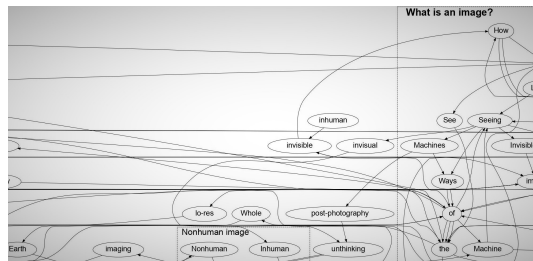 What is an image?
How
inhuman
See
Seeing
invisible
invisual
Machines
Ways
lo-res
Whole
post-photography
of
Nonhuman image
Earth
imaging
Nonhuman
Inhuman
unthinking
the
Machine